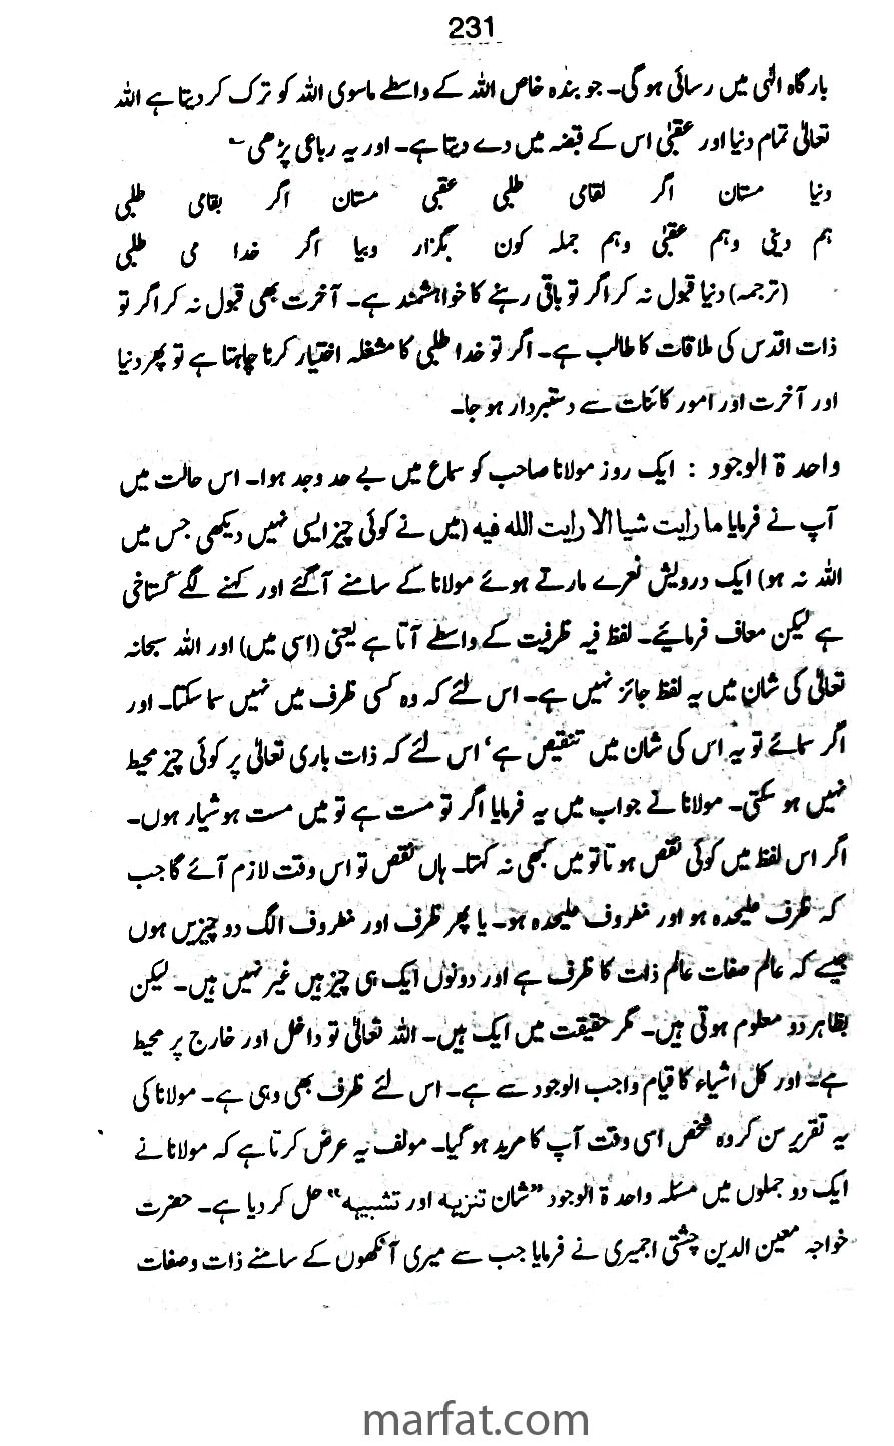 231
بارگاہ الٰہی میں رسائی ہوگی۔ جو بندہ خاص اللہ کے واسطے ماسوی اللہ کو ترک کر دیتا ہے اللہ
تعالٰی تمام دنیا اور عقبٰی اس کے قبضہ میں دے دیتا ہے۔ اور یہ رباعی پڑھی ۔
دنیا مستان اگر لقامی طلبی عقبی مستان اگر بقامی طلبی
ہم دینی وہم عقبٰی وہم جملہ کون بگزار وبیا اگر خدا می طلبی
(ترجمہ) دنیا قبول نہ کر اگر تو باقی رہنے کا خواہشمند ہے۔ آخرت بھی قبول نہ کر اگر تو
ذات اقدس کی ملاقات کا طالب ہے۔ اگر تو خدا طلبی کا مشغلہ اختیار کرنا چاہتا ہے تو پھر دنیا
اور آخرت اور امور کائنات سے دستبردار ہو جا۔
واحدۃ الوجود : ایک روز مولانا صاحب کو سماع میں بے حد وجد ہوا۔ اس حالت میں
آپ نے فرمایا ما رایت شیا الا رایت اللہ فیہ (میں نے کوئی چیز ایسی نہیں دیکھی جس میں
اللہ نہ ہو) ایک درویش نعرے مارتے ہوئے مولانا کے سامنے آگئے اور کہنے لگے گستاخی
ہے لیکن معاف فرمایئے۔ لفظ فیہ ظرفیت کے واسطے آتا ہے یعنی (اسی میں) اور اللہ سبحانہ
تعالٰی کی شان میں یہ لفظ جائز نہیں ہے۔ اس لئے کہ وہ کسی ظرف میں نہیں سما سکتا۔ اور
اگر سمائے تو یہ اس کی شان میں تنقیص ہے، اس لئے کہ ذات باری تعالٰی پر کوئی چیز محیط
نہیں ہو سکتی۔ مولانا نے جواب میں یہ فرمایا اگر تو مست ہے تو میں مست ہوشیار ہوں۔
اگر اس لفظ میں کوئی نقص ہوتا تو میں کبھی نہ کہتا۔ ہاں نقص تو اس وقت لازم آئے گا جب
کہ ظرف علیحدہ ہو اور مظروف علیحدہ ہو۔ یا پھر ظرف اور مظروف الگ دو چیزیں ہوں
جیسے کہ عالم صفات عالم ذات کا ظرف ہے اور دونوں ایک ہی چیز ہیں غیر نہیں ہیں۔ لیکن
بظاہر دو معلوم ہوتی ہیں۔ مگر حقیقت میں ایک ہیں۔ اللہ تعالٰی تو داخل اور خارج پر محیط
ہے۔ اور کل اشیاء کا قیام واجب الوجود سے ہے۔ اس لئے ظرف بھی وہی ہے۔ مولانا کی
یہ تقریر سن کر وہ شخص اسی وقت آپ کا مرید ہو گیا۔ مولف یہ عرض کرتا ہے کہ مولانا نے
ایک دو جملوں میں مسئلہ واحدۃ الوجود "شان تنزیہہ اور تشبیہہ" حل کر دیا ہے۔ حضرت
خواجہ معین الدین چشتی اجمیری نے فرمایا جب سے میری آنکھوں کے سامنے ذات وصفات
marfat.com